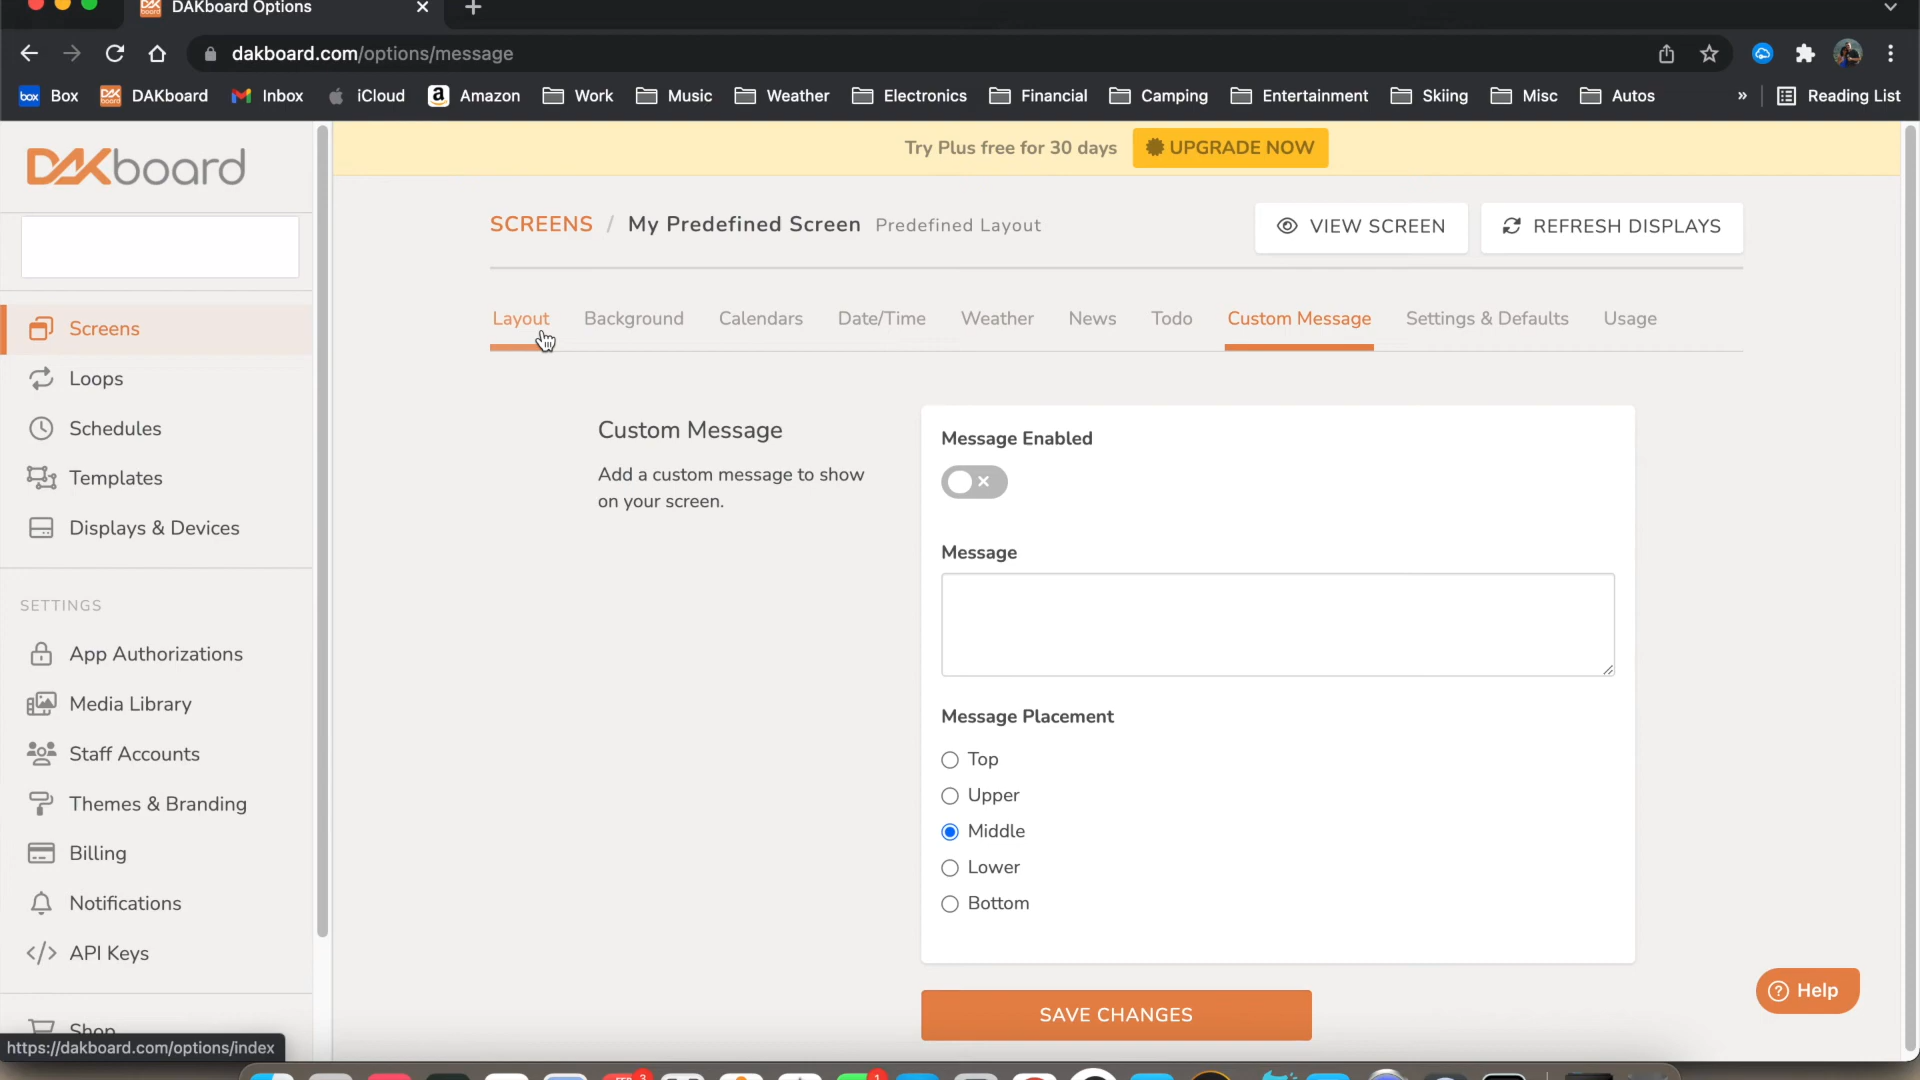 DAKboard Options
dakboard.com/options/message
Box DAKboard Inbox iCloud Amazon Work Music Weather Electronics Financial Camping Entertainment Skiing Misc Autos » Reading List
Try Plus free for 30 days UPGRADE NOW
DAKboard
SCREENS / My Predefined Screen Predefined Layout VIEW SCREEN REFRESH DISPLAYS
Layout Background Calendars Date/Time Weather News Todo Custom Message Settings & Defaults Usage
Screens
Loops
Schedules
Templates
Displays & Devices
SETTINGS
App Authorizations
Media Library
Staff Accounts
Themes & Branding
Billing
Notifications
API Keys
Shop
https://dakboard.com/options/index
Custom Message
Add a custom message to show
on your screen.
Message Enabled
Message
Message Placement
Top
Upper
Middle
Lower
Bottom
SAVE CHANGES
Help
3
1